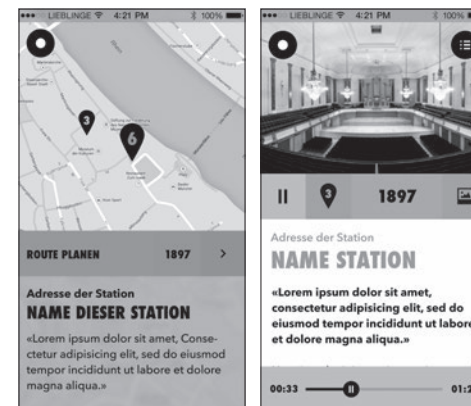 LIEBLINGE 4:21 PM 100%
3
6
ROUTE PLANEN 1897 >
Adresse der Station
NAME DIESER STATION
«Lorem ipsum dolor sit amet, Conse-
ctetur adipisicing elit, sed do eiusmod
tempor incididunt ut labore et dolore
magna aliqua.»
LIEBLINGE 4:21 PM 100%
3 1897
Adresse der Station
NAME STATION
«Lorem ipsum dolor sit amet,
consectetur adipisicing elit, sed do
eiusmod tempor incididunt ut labore
et dolore magna aliqua.»
00:33